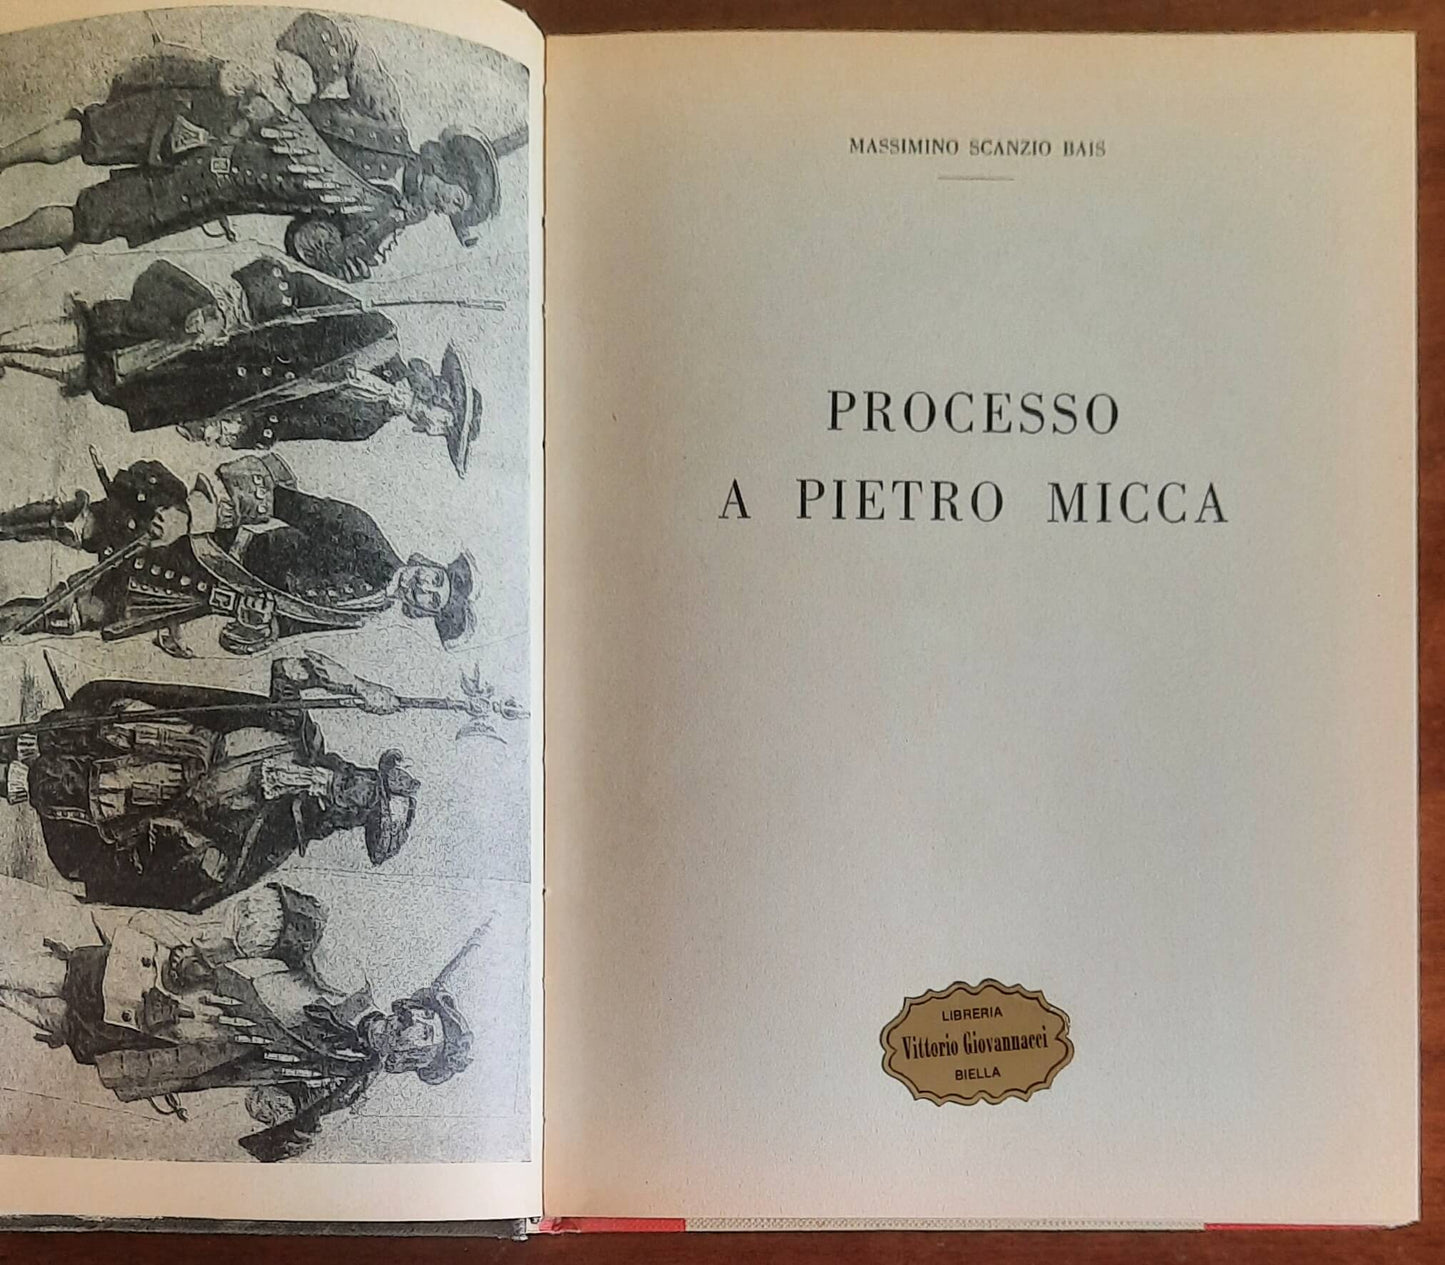 MASSIMINO SCANZIO BAIS
PROCESSO
A PIETRO MICCA
LIBRERIA
Vittorio Giovannacci
BIELLA